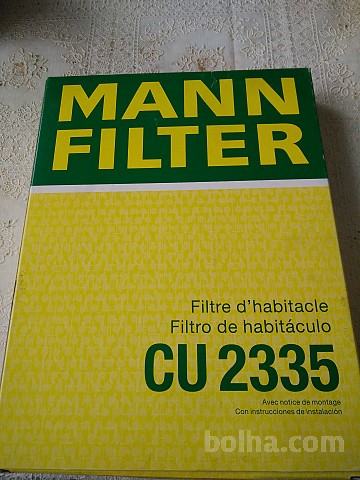 MANN
FILTER
Filtre d'habitacle
Filtro de habitáculo
CU 2335
Avec notice de montage
Con instrucciones de instalación
bolha.com